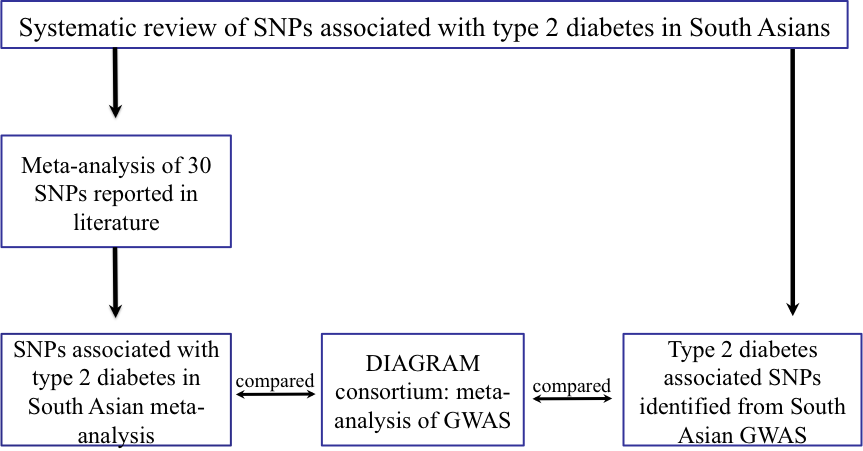 Systematic review of SNPs associated with type 2 diabetes in South Asians
Meta-analysis of 30
SNPs reported in
literature
SNPs associated with
type 2 diabetes in
South Asian meta-
analysis
compared
DIAGRAM
consortium: meta-
analysis of GWAS
compared
Type 2 diabetes
associated SNPs
identified from South
Asian GWAS